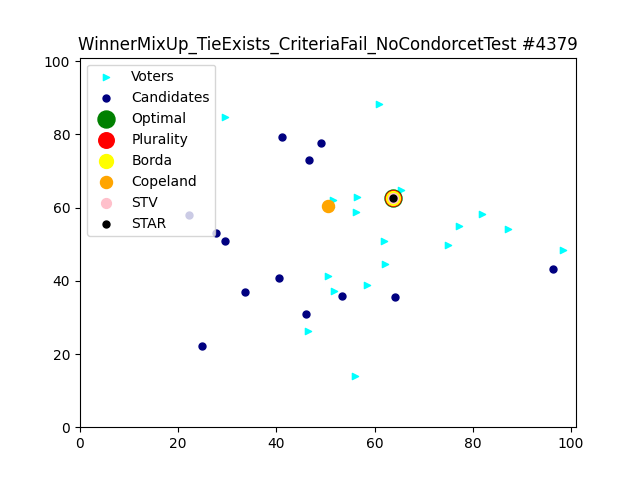 WinnerMixUp_TieExists_CriteriaFail_NoCondorcetTest #4379
100
80
60
40
20
0
Voters
Candidates
Optimal
Plurality
Borda
Copeland
STV
STAR
0
20
40
60
80
100